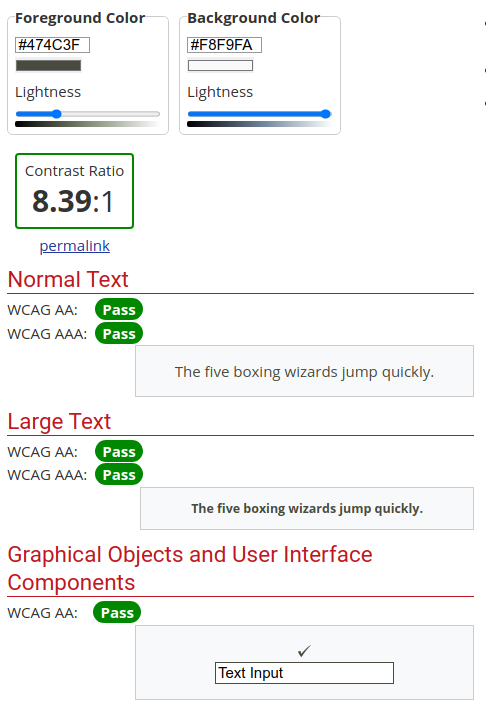 Foreground Color
#474C3F
Lightness
Background Color
#F8F9FA
Lightness
Contrast Ratio
8.39:1
permalink
Normal Text
WCAG AA: Pass
WCAG AAA: Pass
The five boxing wizards jump quickly.
Large Text
WCAG AA: Pass
WCAG AAA: Pass
The five boxing wizards jump quickly.
Graphical Objects and User Interface
Components
WCAG AA: Pass
✓
Text Input